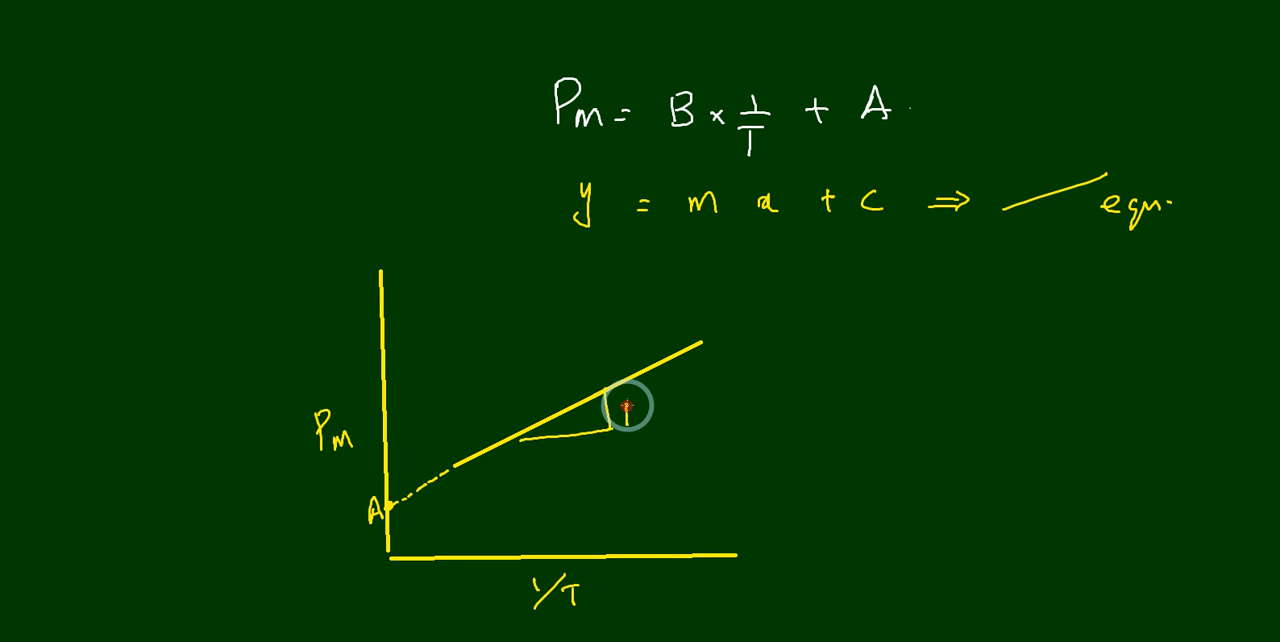 Pm = B × 1/T + A
y = m x + c ⇒ eqn.
Pm
A
1/T